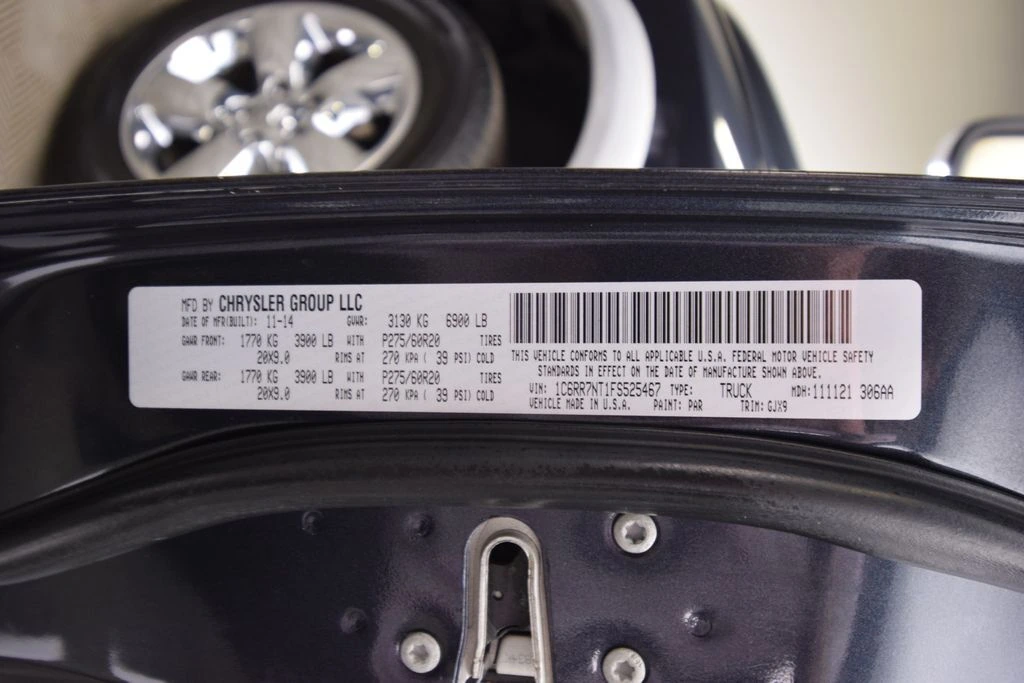 MFD BY CHRYSLER GROUP LLC
DATE OF MFR(BUILT): 11-14 GVWR: 3130 KG 6900 LB
GAWR FRONT: 1770 KG 3900 LB WITH P275/60R20 TIRES
20X9.0 RIMS AT 270 KPA ( 39 PSI) COLD
GAWR REAR: 1770 KG 3900 LB WITH P275/60R20 TIRES
20X9.0 RIMS AT 270 KPA ( 39 PSI) COLD
THIS VEHICLE CONFORMS TO ALL APPLICABLE U.S.A. FEDERAL MOTOR VEHICLE SAFETY
STANDARDS IN EFFECT ON THE DATE OF MANUFACTURE SHOWN ABOVE.
VIN: 1C6RR7NT1FS525467 TYPE: TRUCK MDH:111121 306AA
VEHICLE MADE IN U.S.A. PAINT: PAR TRIM: GJX9